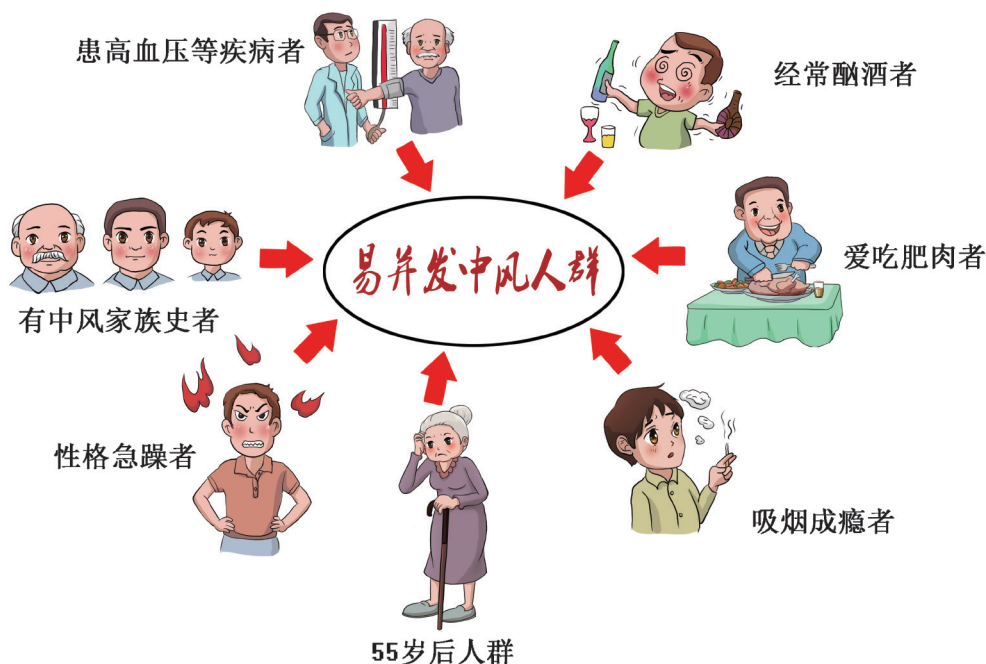 患高血压等疾病者
经常酗酒者
易并发中风人群
爱吃肥肉者
有中风家族史者
性格急躁者
吸烟成瘾者
55岁后人群